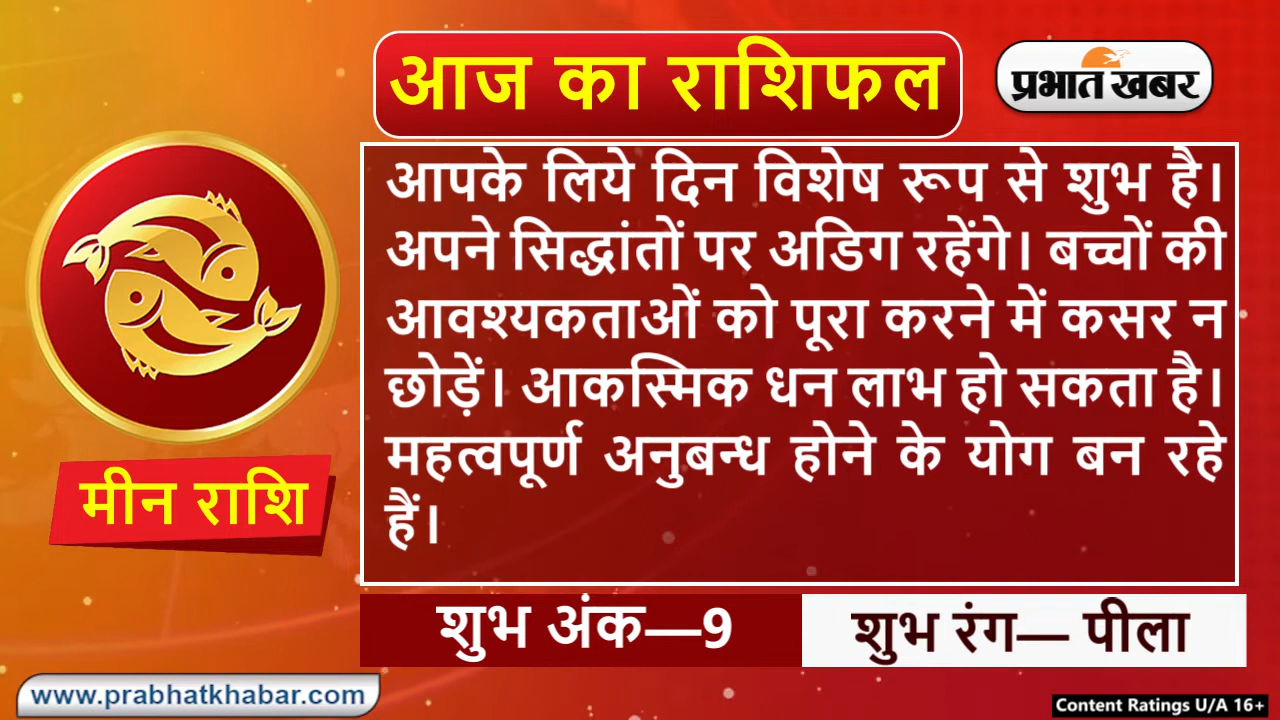 आज का राशिफल
प्रभात खबर
आपके लिये दिन विशेष रूप से शुभ है।
अपने सिद्धांतों पर अडिग रहेंगे। बच्चों की
आवश्यकताओं को पूरा करने में कसर न
छोड़ें। आकस्मिक धन लाभ हो सकता है।
महत्वपूर्ण अनुबन्ध होने के योग बन रहे
हैं।
मीन राशि
शुभ अंक—9
शुभ रंग— पीला
www.prabhatkhabar.com
Content Ratings U/A 16+